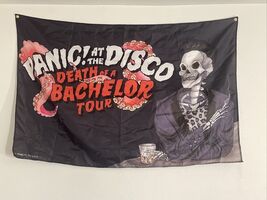 PANIC! AT THE DISCO
DEATH OF A
BACHELOR
TOUR